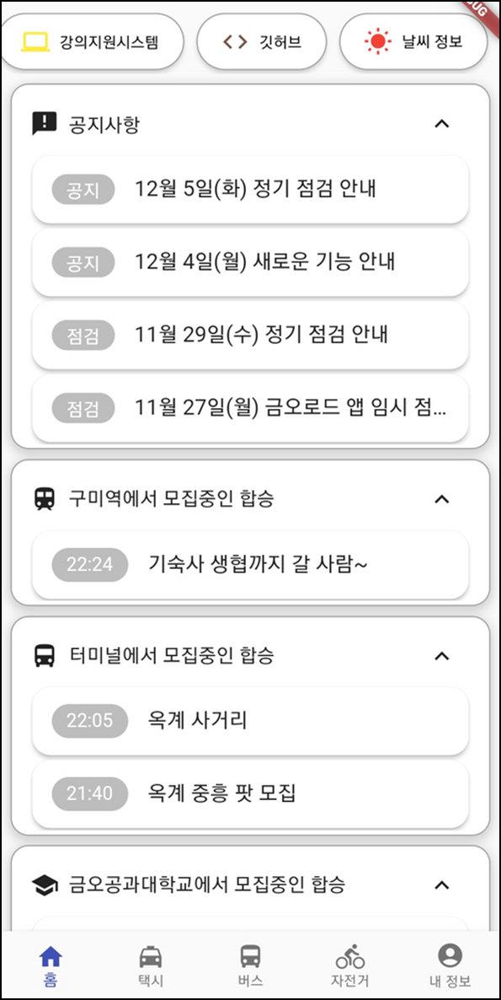 강의지원시스템
깃허브
날씨 정보
공지사항
공지 12월 5일(화) 정기 점검 안내
공지 12월 4일(월) 새로운 기능 안내
점검 11월 29일(수) 정기 점검 안내
점검 11월 27일(월) 금오로드 앱 임시 점...
구미역에서 모집중인 합승
22:24 기숙사 생협까지 갈 사람~
터미널에서 모집중인 합승
22:05 옥계 사거리
21:40 옥계 중흥 팟 모집
금오공과대학교에서 모집중인 합승
홈
택시
버스
자전거
내 정보